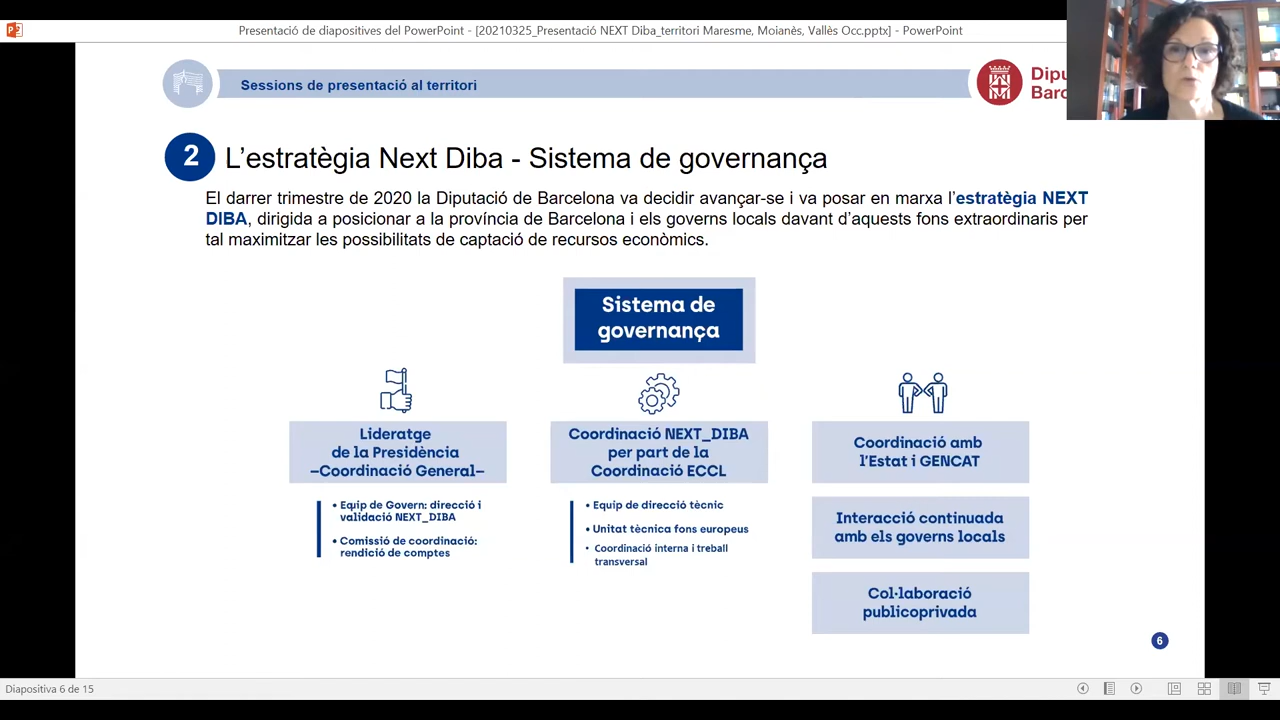 Presentació de diapositives del PowerPoint - [20210325_Presentació NEXT Diba_territori Maresme, Moianès, Vallès Occ.pptx] - PowerPoint
Sessions de presentació al territori
2
L'estratègia Next Diba - Sistema de governança
El darrer trimestre de 2020 la Diputació de Barcelona va decidir avançar-se i va posar en marxa l'estratègia NEXT
DIBA, dirigida a posicionar a la província de Barcelona i els governs locals davant d'aquests fons extraordinaris per
tal maximitzar les possibilitats de captació de recursos econòmics.
Sistema de
governança
Lideratge
de la Presidència
–Coordinació General–
• Equip de Govern: direcció i
validació NEXT_DIBA
• Comissió de coordinació:
rendició de comptes
Coordinació NEXT_DIBA
per part de la
Coordinació ECCL
• Equip de direcció tècnic
• Unitat tècnica fons europeus
• Coordinació interna i treball
transversal
Coordinació amb
l'Estat i GENCAT
Interacció continuada
amb els governs locals
Col·laboració
publicoprivada
6
Diapositiva 6 de 15